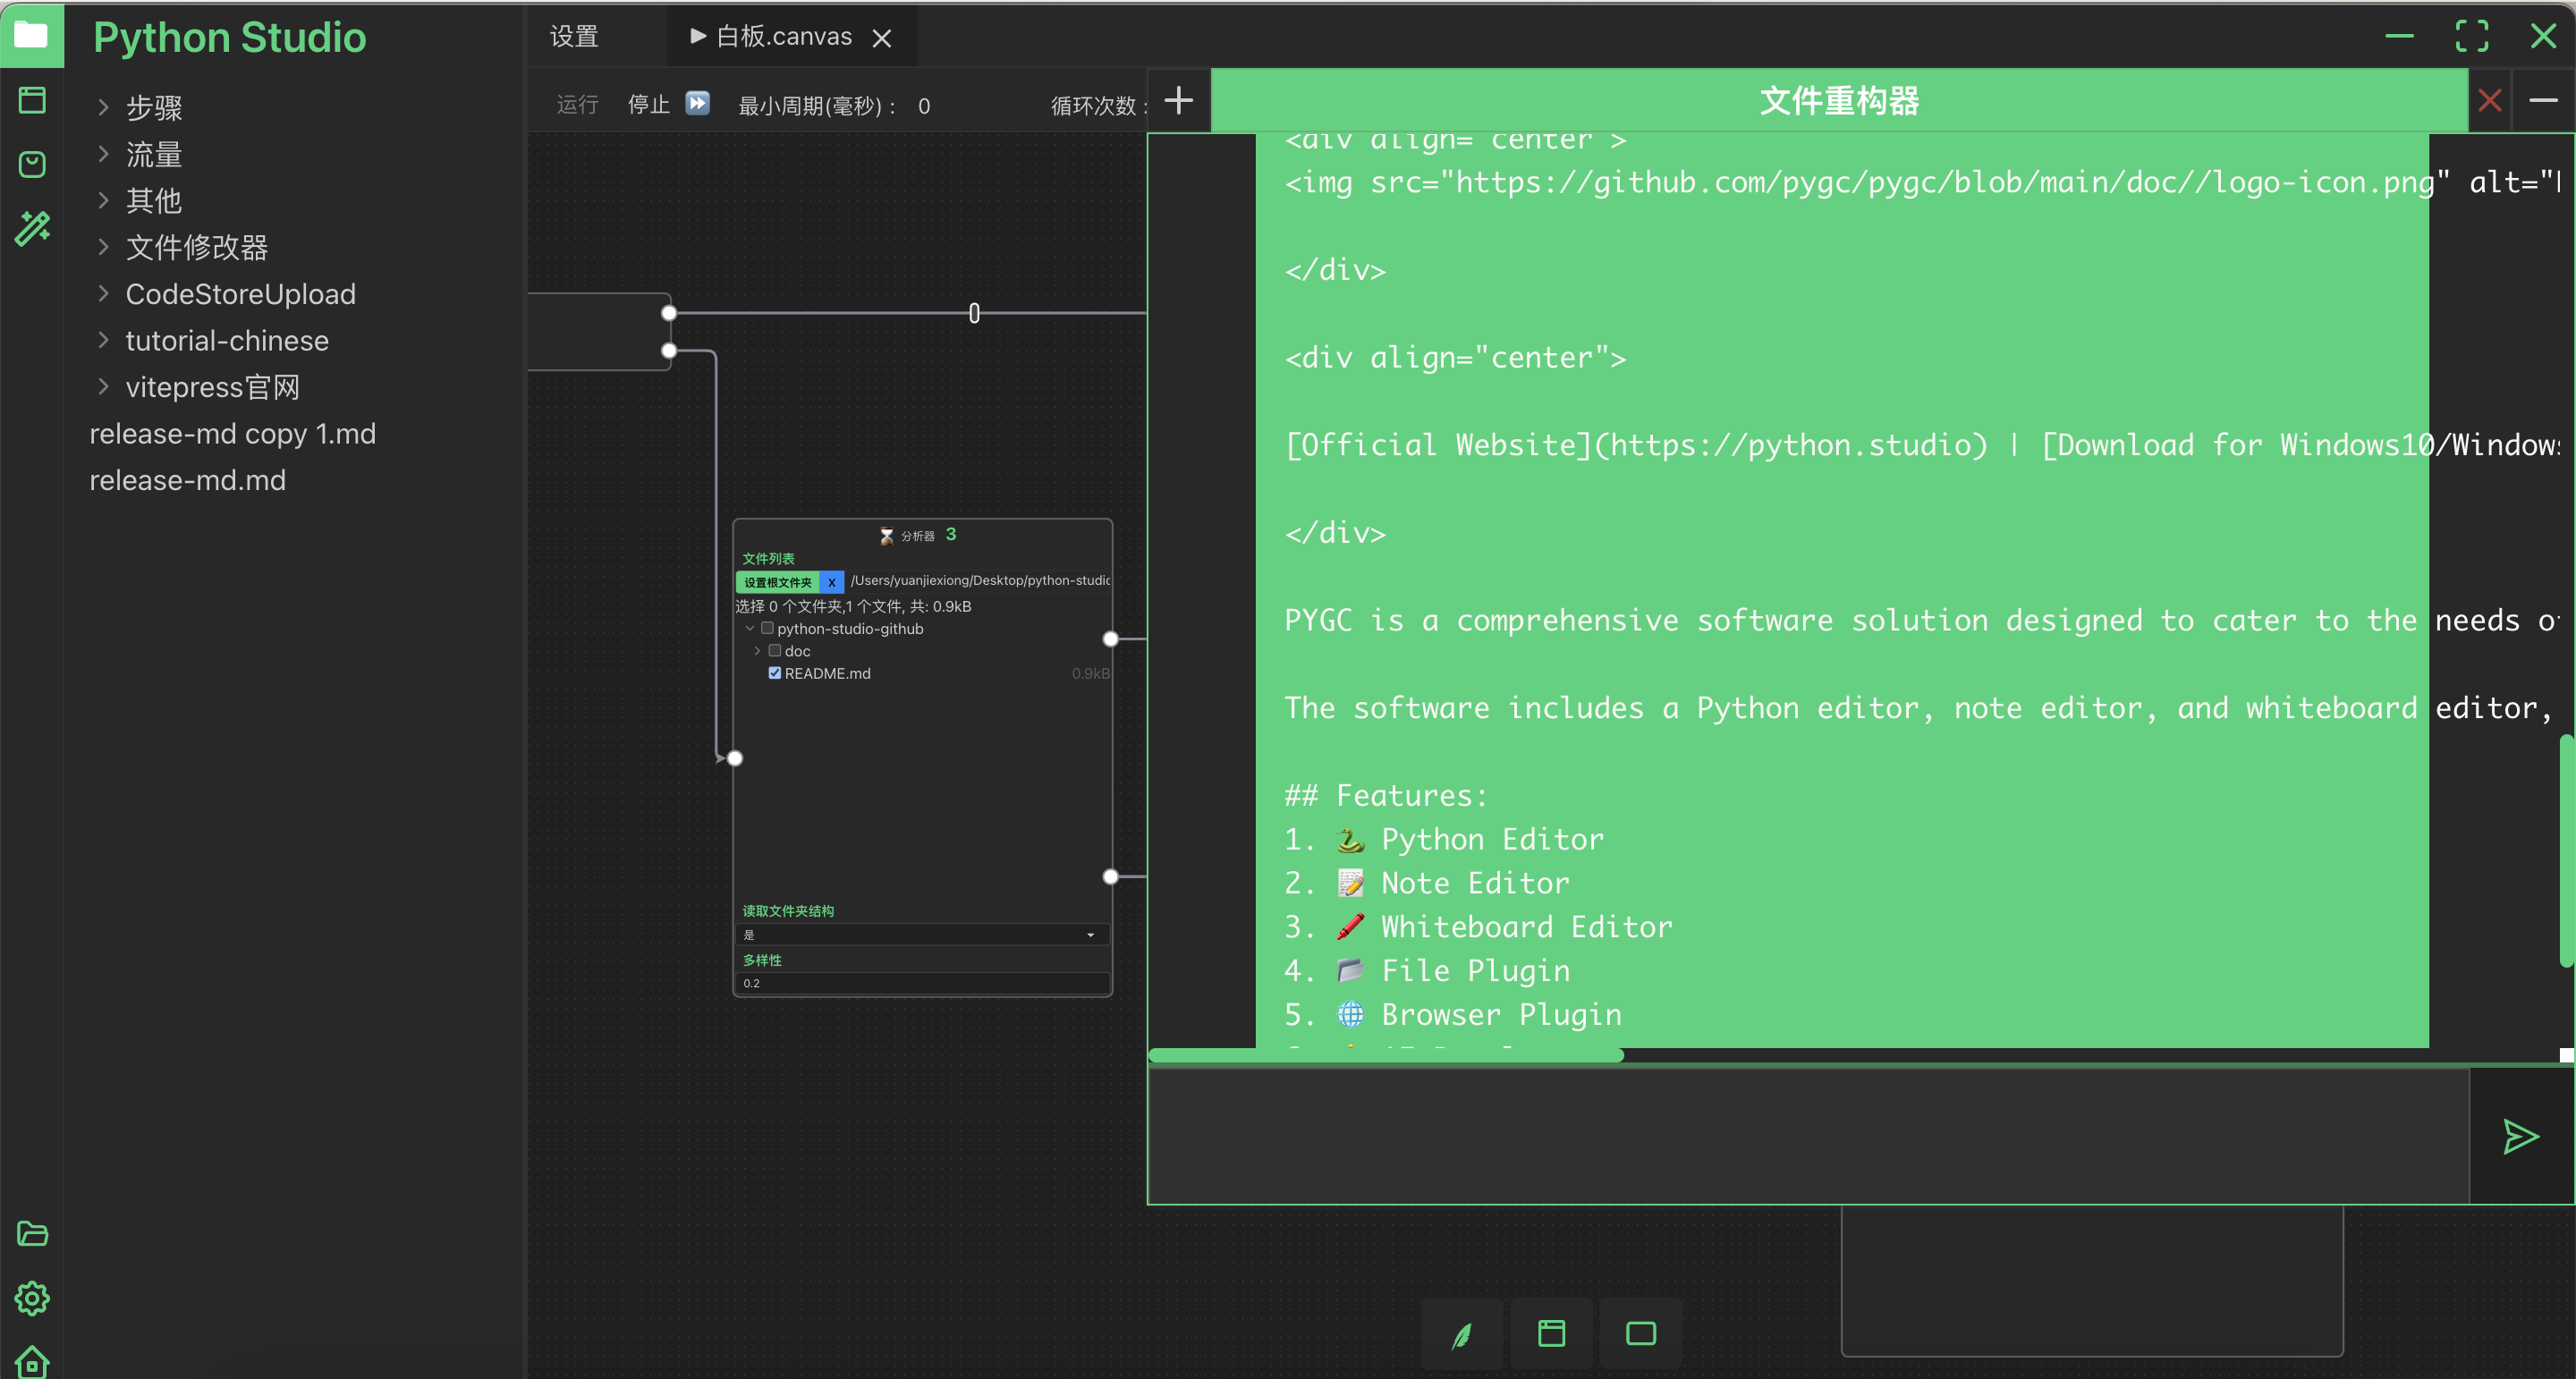 Python Studio
步骤
流量
其他
文件修改器
CodeStoreUpload
tutorial-chinese
vitepress官网
release-md copy 1.md
release-md.md
设置
▶ 白板.canvas
运行 停止 ⏩ 最小周期(毫秒) : 0 循环次数 :
⏳ 分析器 3
文件列表
设置根文件夹 X /Users/yuanjiexiong/Desktop/python-studio
选择 0 个文件夹,1 个文件, 共: 0.9kB
python-studio-github
doc
README.md 0.9kB
读取文件夹结构
是
多样性
0.2
文件重构器
<div align="center">
<img src="https://github.com/pygc/pygc/blob/main/doc//logo-icon.png" alt="
</div>
<div align="center">
[Official Website](https://python.studio) | [Download for Windows10/Windows
</div>
PYGC is a comprehensive software solution designed to cater to the needs of
The software includes a Python editor, note editor, and whiteboard editor,
## Features:
1. 🐍 Python Editor
2. 📝 Note Editor
3. 🖍️ Whiteboard Editor
4. 📁 File Plugin
5. 🌐 Browser Plugin